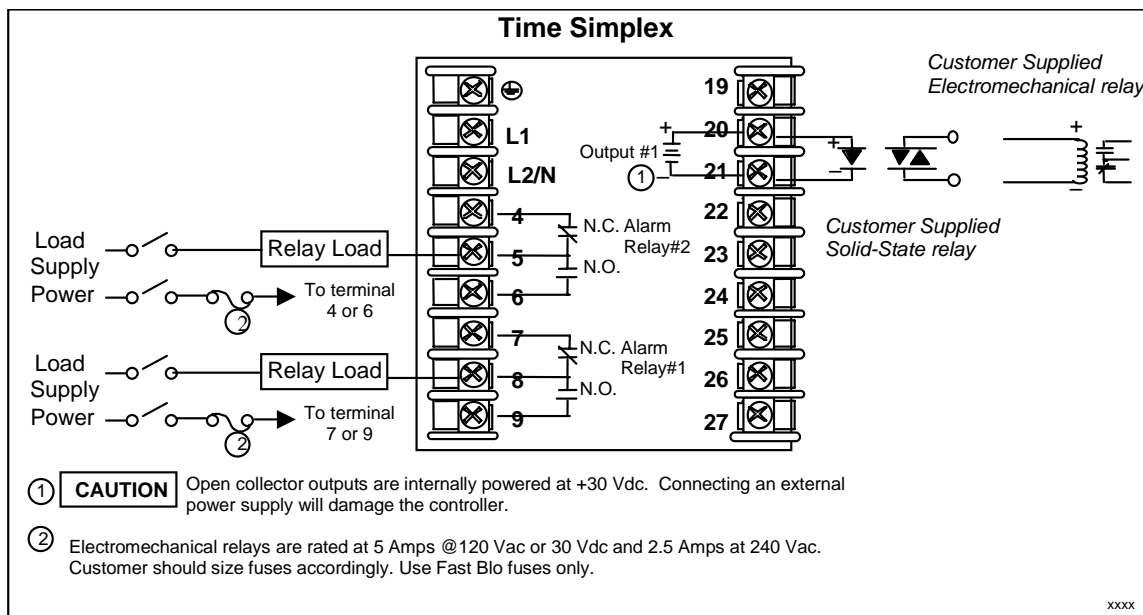 Time Simplex
Customer Supplied
Electromechanical relay
19
L1
20
Output #1
+
+
+
1
–
L2/N
21
–
–
4
22
N.C. Alarm
Relay#2
Customer Supplied
Solid-State relay
Load
Supply
Power
Relay Load
5
23
N.O.
To terminal
4 or 6
2
6
24
7
25
N.C. Alarm
Relay#1
Load
Supply
Power
Relay Load
8
26
N.O.
To terminal
7 or 9
2
9
27
1 CAUTION Open collector outputs are internally powered at +30 Vdc. Connecting an external
power supply will damage the controller.
2 Electromechanical relays are rated at 5 Amps @120 Vac or 30 Vdc and 2.5 Amps at 240 Vac.
Customer should size fuses accordingly. Use Fast Blo fuses only.
xxxx